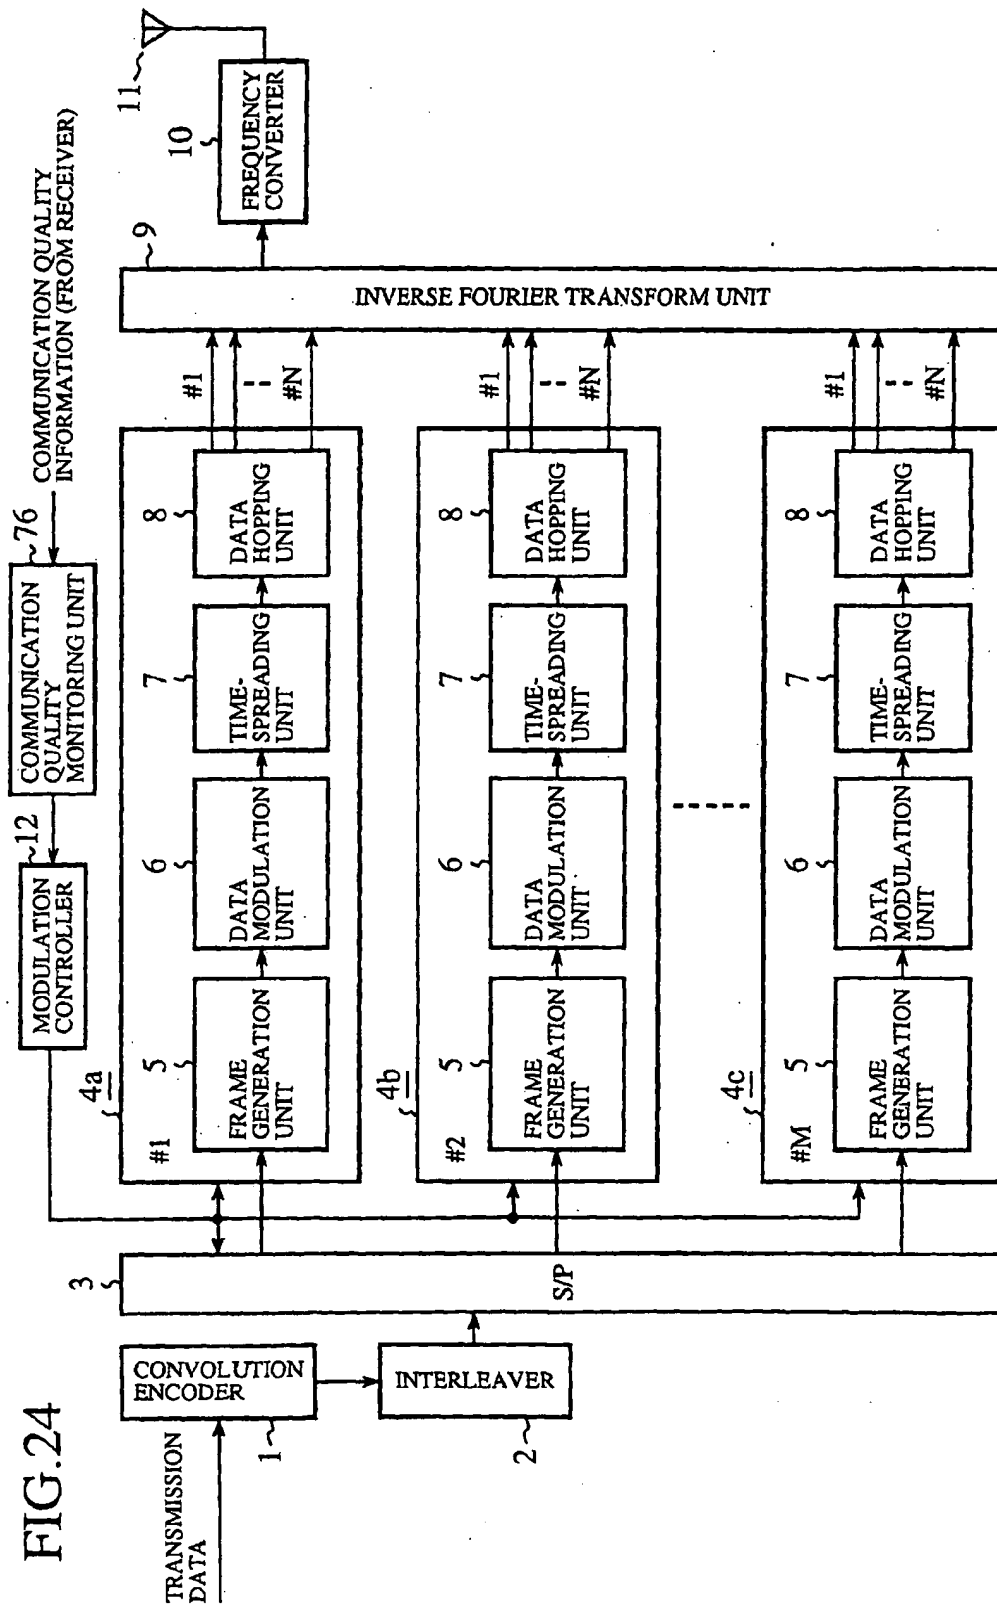 FIG.24
TRANSMISSION
DATA
CONVOLUTION
ENCODER
1
INTERLEAVER
2
3
S/P
MODULATION
CONTROLLER
12
COMMUNICATION
QUALITY
MONITORING UNIT
76
COMMUNICATION QUALITY
INFORMATION (FROM RECEIVER)
4a
#1
5
FRAME
GENERATION
UNIT
6
DATA
MODULATION
UNIT
7
TIME-
SPREADING
UNIT
8
DATA
HOPPING
UNIT
#1
#N
4b
#2
5
FRAME
GENERATION
UNIT
6
DATA
MODULATION
UNIT
7
TIME-
SPREADING
UNIT
8
DATA
HOPPING
UNIT
#1
#N
4c
#M
5
FRAME
GENERATION
UNIT
6
DATA
MODULATION
UNIT
7
TIME-
SPREADING
UNIT
8
DATA
HOPPING
UNIT
#1
#N
9
INVERSE FOURIER TRANSFORM UNIT
10
FREQUENCY
CONVERTER
11